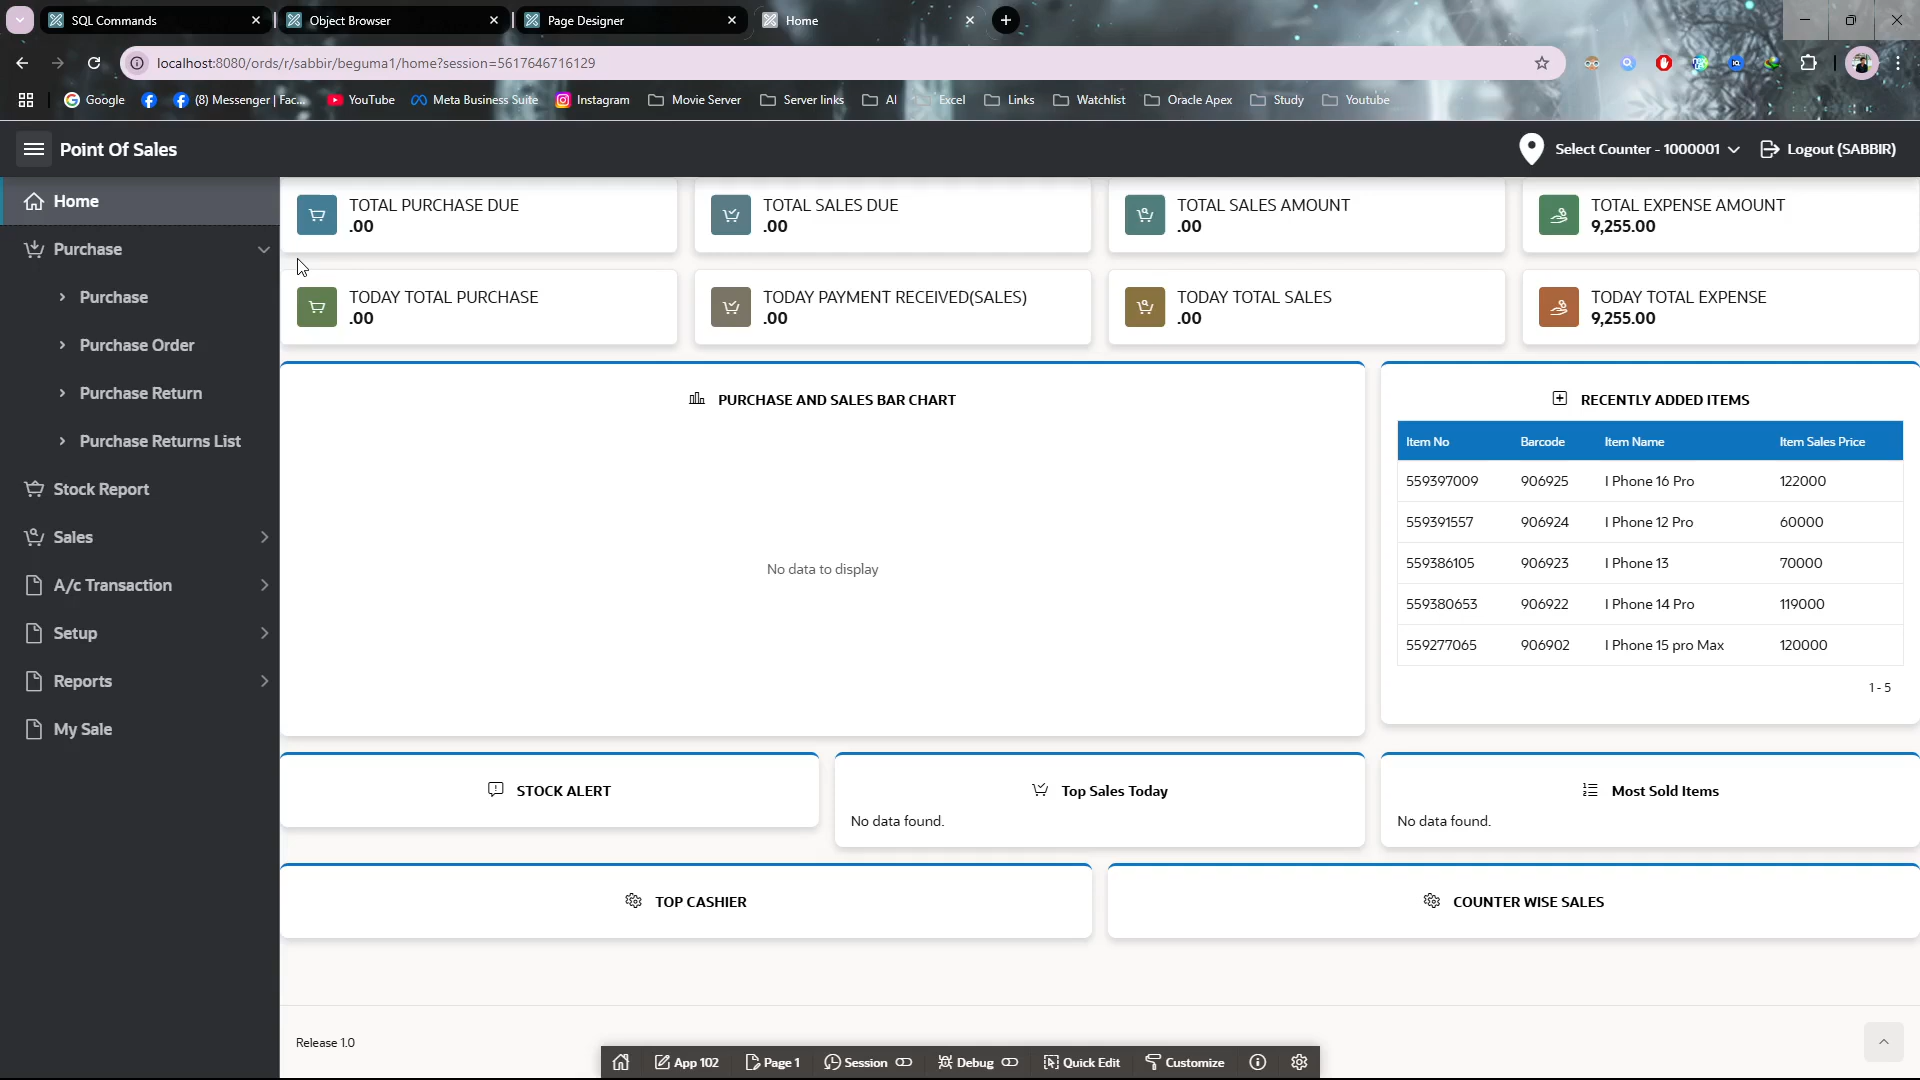 SQL Commands
Object Browser
Page Designer
Home
localhost:8080/ords/r/sabbir/beguma1/home?session=5617646716129
Google
(8) Messenger | Fac...
YouTube
Meta Business Suite
Instagram
Movie Server
Server links
AI
Excel
Links
Watchlist
Oracle Apex
Study
Youtube
Point Of Sales
Select Counter - 1000001
Logout (SABBIR)
Home
Purchase
Purchase
Purchase Order
Purchase Return
Purchase Returns List
Stock Report
Sales
A/c Transaction
Setup
Reports
My Sale
TOTAL PURCHASE DUE
.00
TOTAL SALES DUE
.00
TOTAL SALES AMOUNT
.00
TOTAL EXPENSE AMOUNT
9,255.00
TODAY TOTAL PURCHASE
.00
TODAY PAYMENT RECEIVED(SALES)
.00
TODAY TOTAL SALES
.00
TODAY TOTAL EXPENSE
9,255.00
PURCHASE AND SALES BAR CHART
No data to display
RECENTLY ADDED ITEMS
Item No Barcode Item Name Item Sales Price
559397009 906925 I Phone 16 Pro 122000
559391557 906924 I Phone 12 Pro 60000
559386105 906923 I Phone 13 70000
559380653 906922 I Phone 14 Pro 119000
559277065 906902 I Phone 15 pro Max 120000
1 - 5
STOCK ALERT
Top Sales Today
No data found.
Most Sold Items
No data found.
TOP CASHIER
COUNTER WISE SALES
Release 1.0
App 102
Page 1
Session
Debug
Quick Edit
Customize